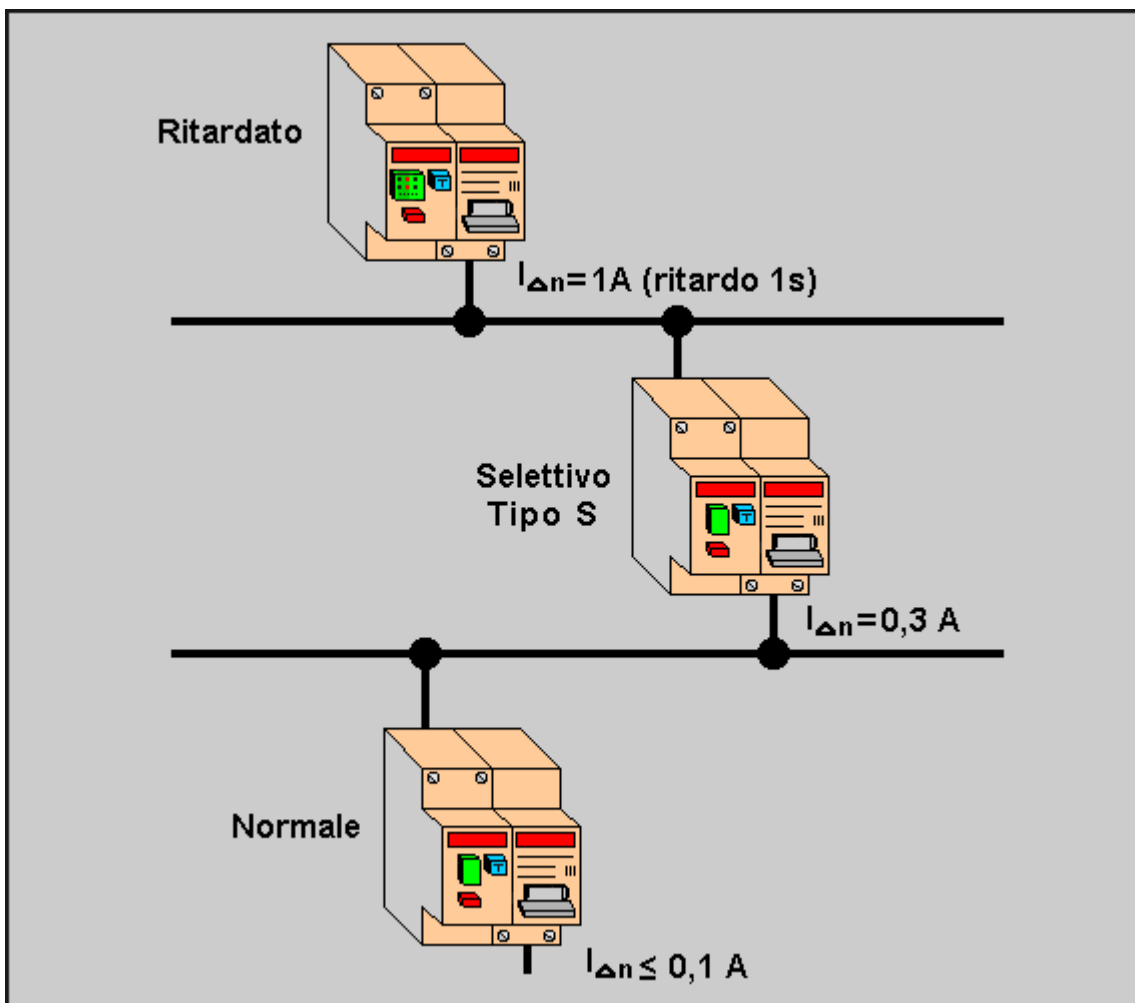 Ritardato
IΔn=1A (ritardo 1s)
Selettivo
Tipo S
IΔn=0,3 A
Normale
IΔn≤ 0,1 A